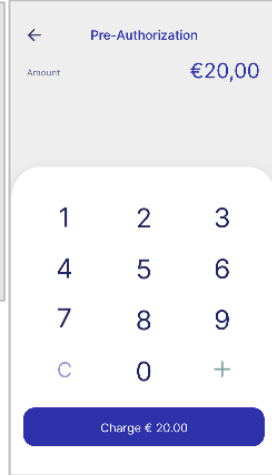 Pre-Authorization
Amount €20,00
1 2 3
4 5 6
7 8 9
C 0 +
Charge € 20.00